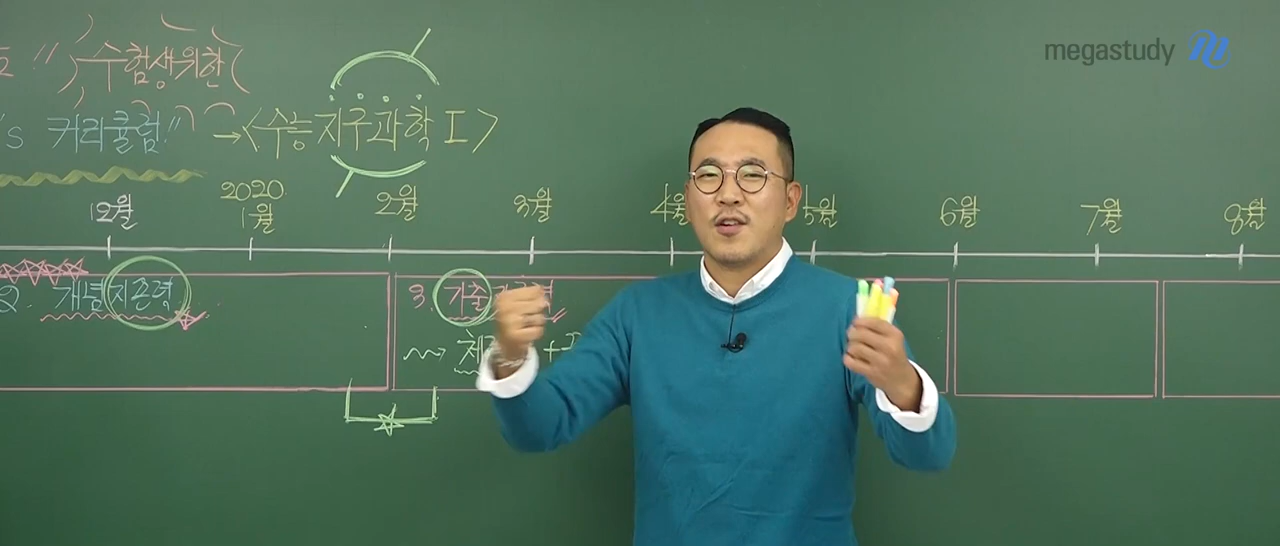 megastudy
"수험생위한
's 커리큘럼" → <수능 지구과학 I>
12월 2020 1월 2월 3월 4월 5월 6월 7월 8월
2. 개념지존력 3. 기출
+